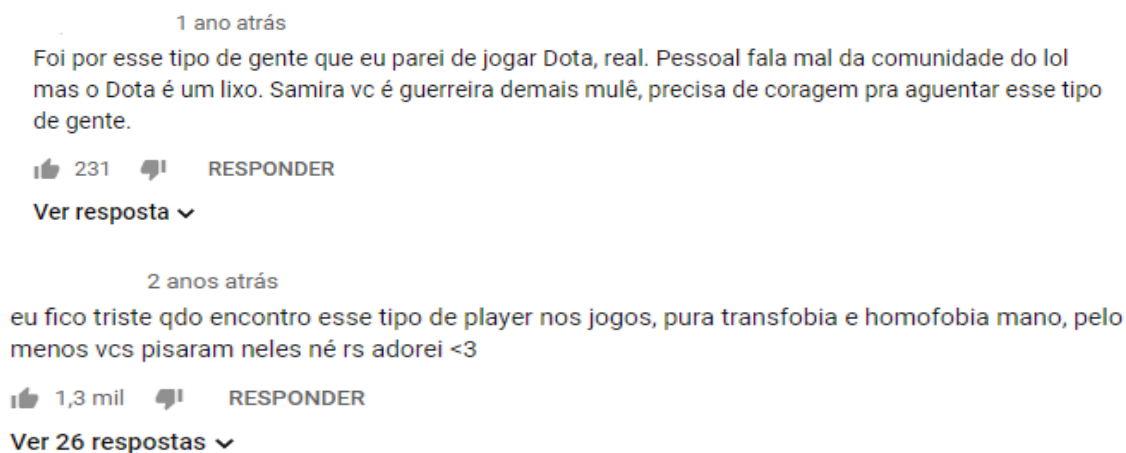 1 ano atrás
Foi por esse tipo de gente que eu parei de jogar Dota, real. Pessoal fala mal da comunidade do lol
mas o Dota é um lixo. Samira vc é guerreira demais mulê, precisa de coragem pra aguentar esse tipo
de gente.
231 RESPONDER
Ver resposta
2 anos atrás
eu fico triste qdo encontro esse tipo de player nos jogos, pura transfobia e homofobia mano, pelo
menos vcs pisaram neles né rs adorei <3
1,3 mil RESPONDER
Ver 26 respostas